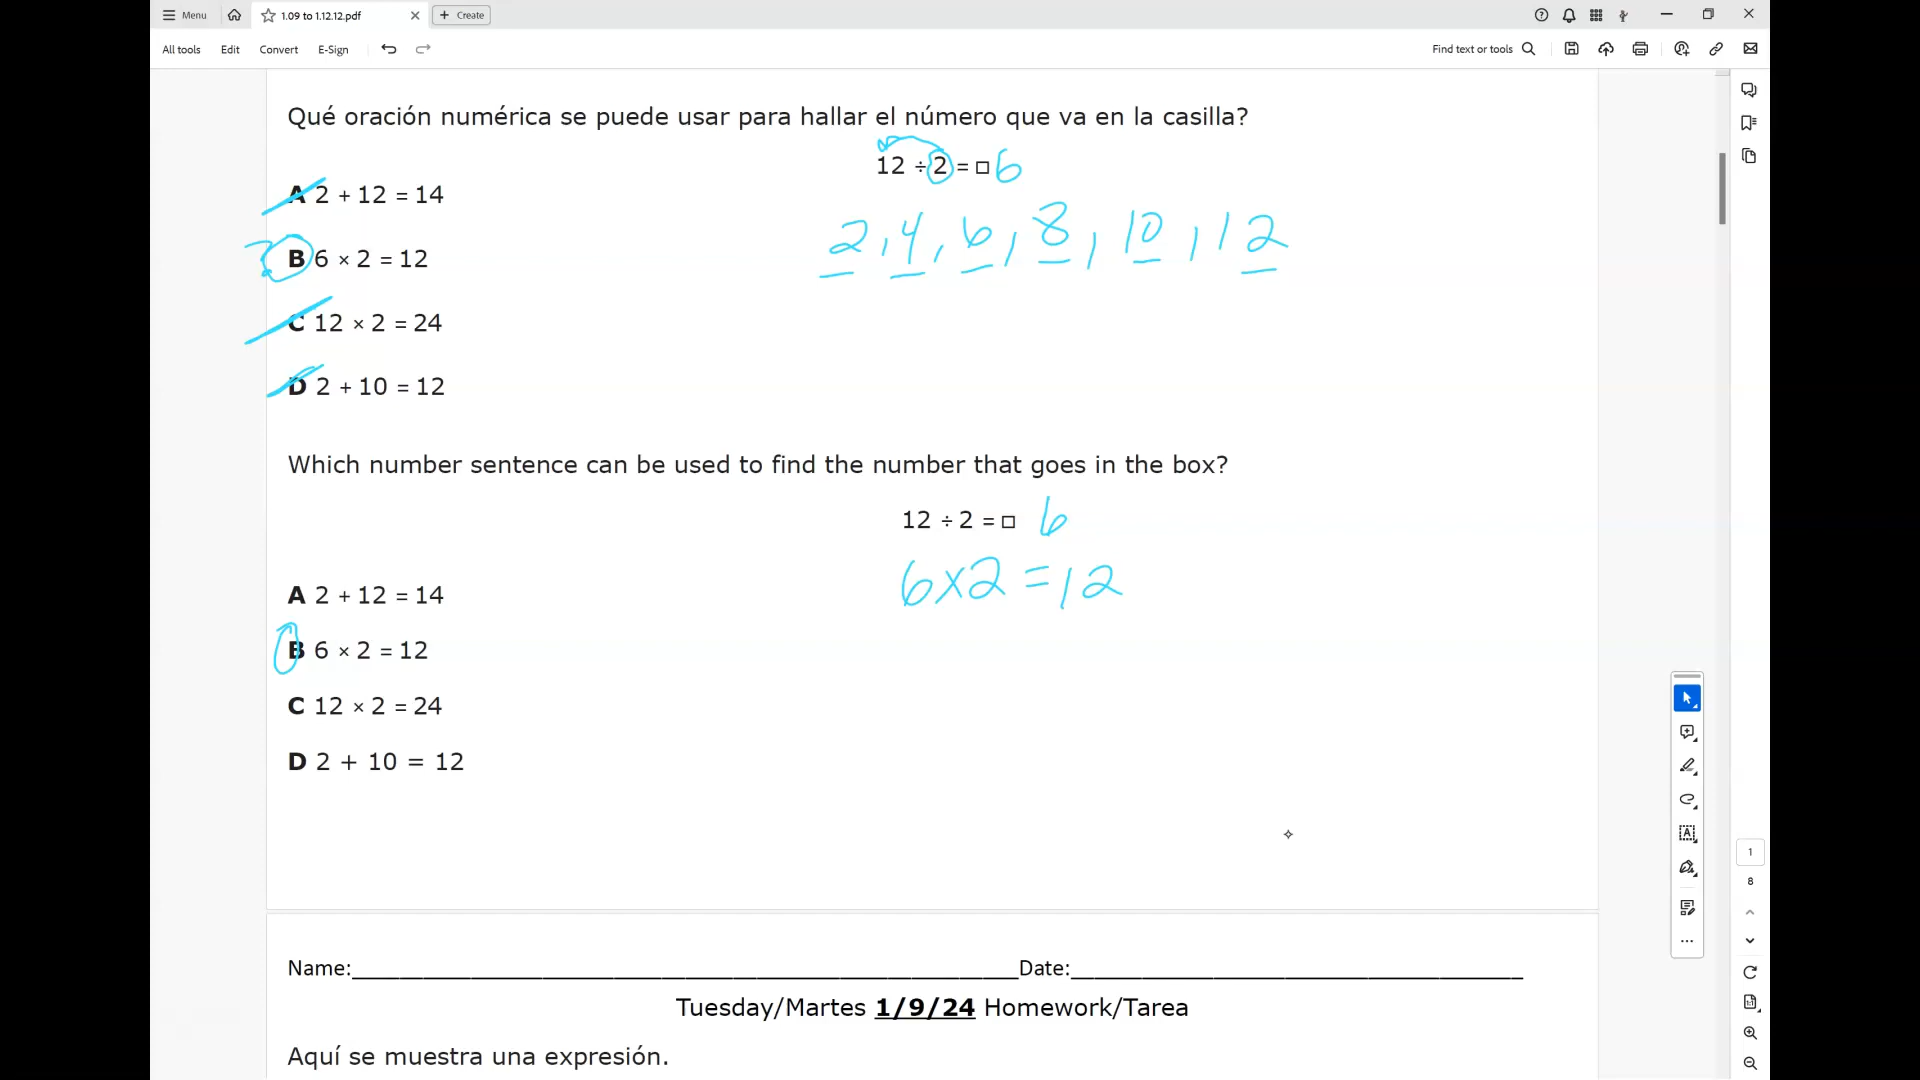 Menu
1.09 to 1.12.12.pdf
Create
All tools Edit Convert E-Sign
Find text or tools
Qué oración numérica se puede usar para hallar el número que va en la casilla?
12 ÷ 2 = □ 6
A 2 + 12 = 14
2, 4, 6, 8, 10, 12
B 6 × 2 = 12
C 12 × 2 = 24
D 2 + 10 = 12
Which number sentence can be used to find the number that goes in the box?
12 ÷ 2 = □ 6
6x2 = 12
A 2 + 12 = 14
B 6 × 2 = 12
C 12 × 2 = 24
D 2 + 10 = 12
1
8
Name: Date:
Tuesday/Martes 1/9/24 Homework/Tarea
Aquí se muestra una expresión.